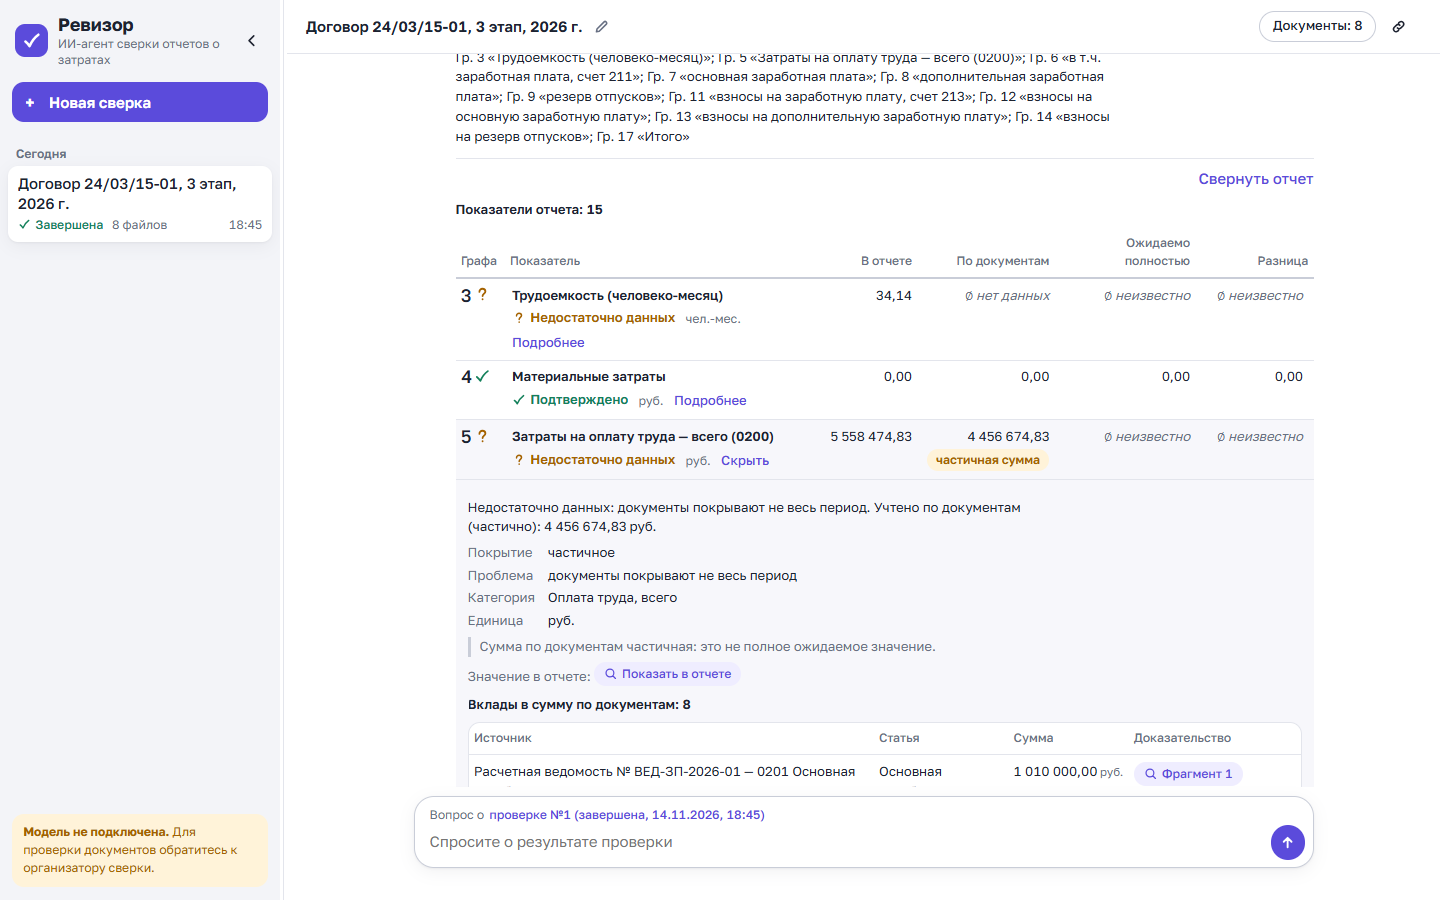 Ревизор
ИИ-агент сверки отчетов о
затратах
+ Новая сверка
Сегодня
Договор 24/03/15-01, 3 этап,
2026 г.
Завершена 8 файлов 18:45
Модель не подключена. Для
проверки документов обратитесь к
организатору сверки.
Договор 24/03/15-01, 3 этап, 2026 г.
Документы: 8
Гр. 3 «Трудоемкость (человеко-месяц)»; Гр. 5 «Затраты на оплату труда — всего (0200)»; Гр. 6 «в т.ч.
заработная плата, счет 211»; Гр. 7 «основная заработная плата»; Гр. 8 «дополнительная заработная
плата»; Гр. 9 «резерв отпусков»; Гр. 11 «взносы на заработную плату, счет 213»; Гр. 12 «взносы на
основную заработную плату»; Гр. 13 «взносы на дополнительную заработную плату»; Гр. 14 «взносы
на резерв отпусков»; Гр. 17 «Итого»
Свернуть отчет
Показатели отчета: 15
Графа Показатель В отчете По документам Ожидаемо полностью Разница
3 ? Трудоемкость (человеко-месяц) 34,14 ∅ нет данных ∅ неизвестно ∅ неизвестно
? Недостаточно данных чел.-мес.
Подробнее
4 Материальные затраты 0,00 0,00 0,00 0,00
Подтверждено руб. Подробнее
5 ? Затраты на оплату труда — всего (0200) 5 558 474,83 4 456 674,83 ∅ неизвестно ∅ неизвестно
? Недостаточно данных руб. Скрыть частичная сумма
Недостаточно данных: документы покрывают не весь период. Учтено по документам
(частично): 4 456 674,83 руб.
Покрытие частичное
Проблема документы покрывают не весь период
Категория Оплата труда, всего
Единица руб.
Сумма по документам частичная: это не полное ожидаемое значение.
Значение в отчете: Показать в отчете
Вклады в сумму по документам: 8
Источник Статья Сумма Доказательство
Расчетная ведомость № ВЕД-ЗП-2026-01 — 0201 Основная Основная 1 010 000,00 руб. Фрагмент 1
Вопрос о проверке №1 (завершена, 14.11.2026, 18:45)
Спросите о результате проверки